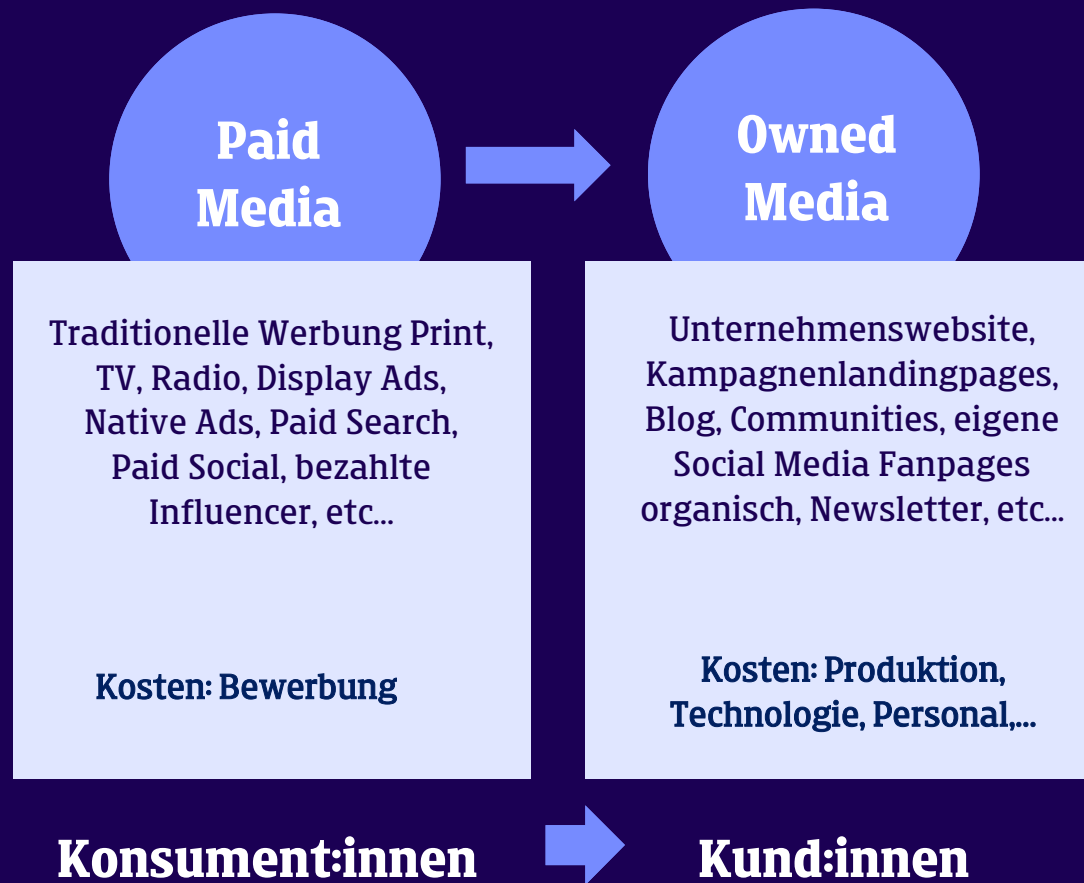 Paid
Media
Owned
Media
Traditionelle Werbung Print,
TV, Radio, Display Ads,
Native Ads, Paid Search,
Paid Social, bezahlte
Influencer, etc...
Kosten: Bewerbung
Unternehmenswebsite,
Kampagnenlandingpages,
Blog, Communities, eigene
Social Media Fanpages
organisch, Newsletter, etc...
Kosten: Produktion,
Technologie, Personal,...
Konsument:innen
Kund:innen